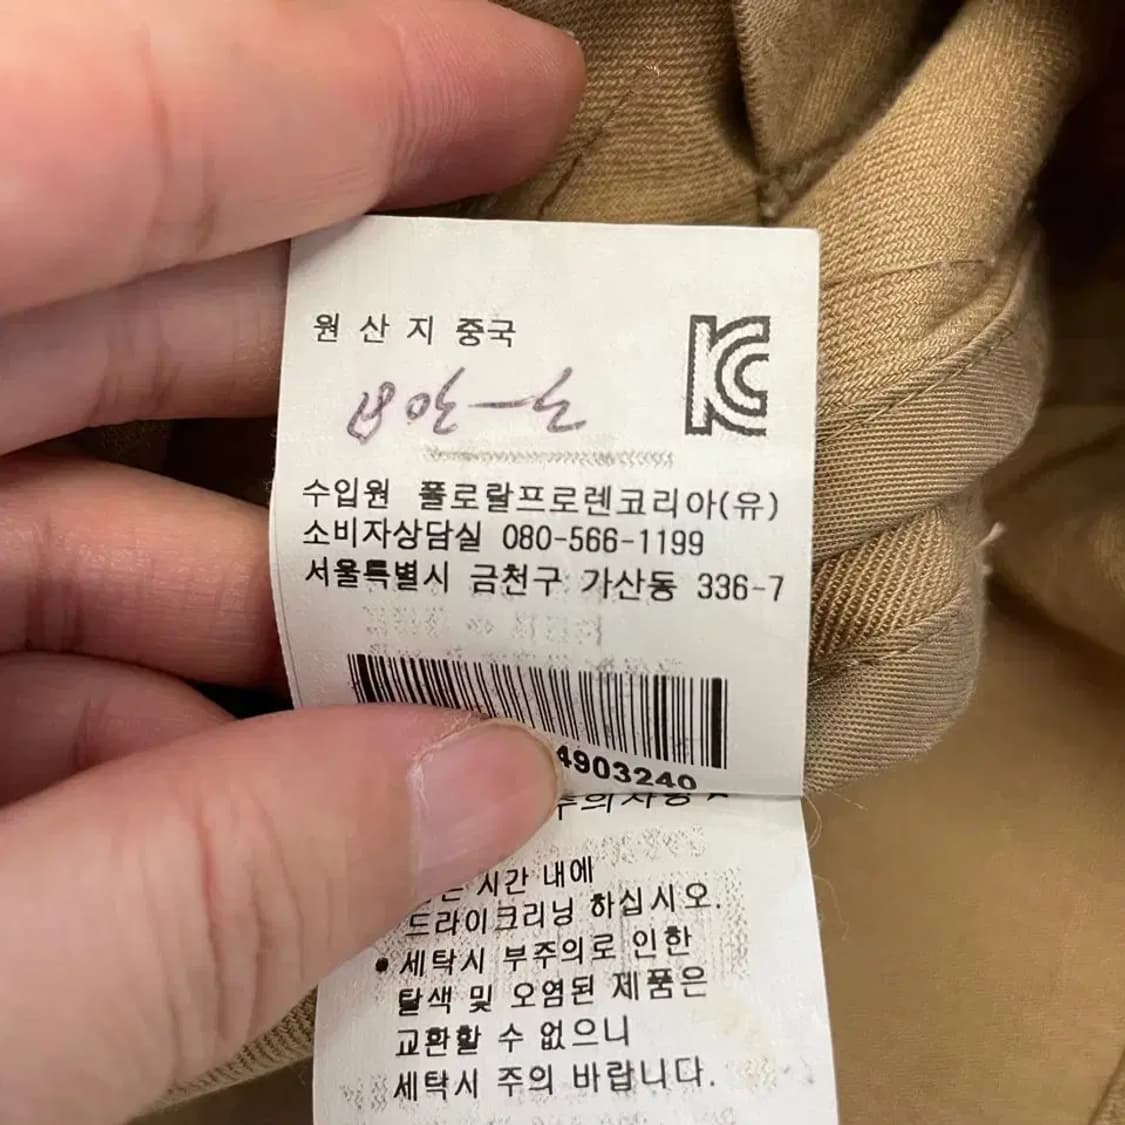 원 산 지 중국
KC
수입원 폴로랄프로렌코리아(유)
소비자상담실 080-566-1199
서울특별시 금천구 가산동 336-7
4903240
주의사항
시간 내에
드라이크리닝 하십시오.
• 세탁시 부주의로 인한
탈색 및 오염된 제품은
교환할 수 없으니
세탁시 주의 바랍니다.